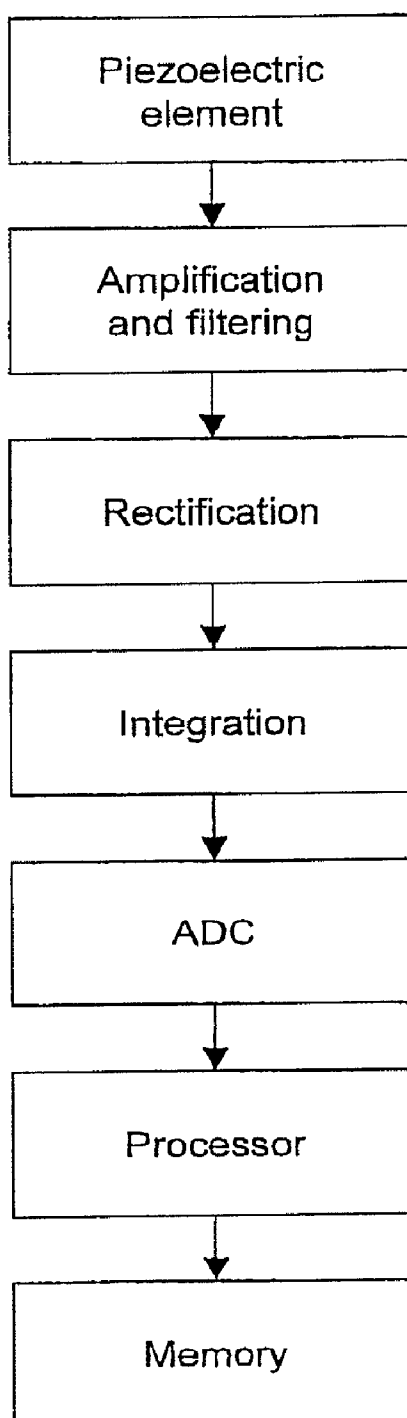 Piezoelectric
element
Amplification
and filtering
Rectification
Integration
ADC
Processor
Memory